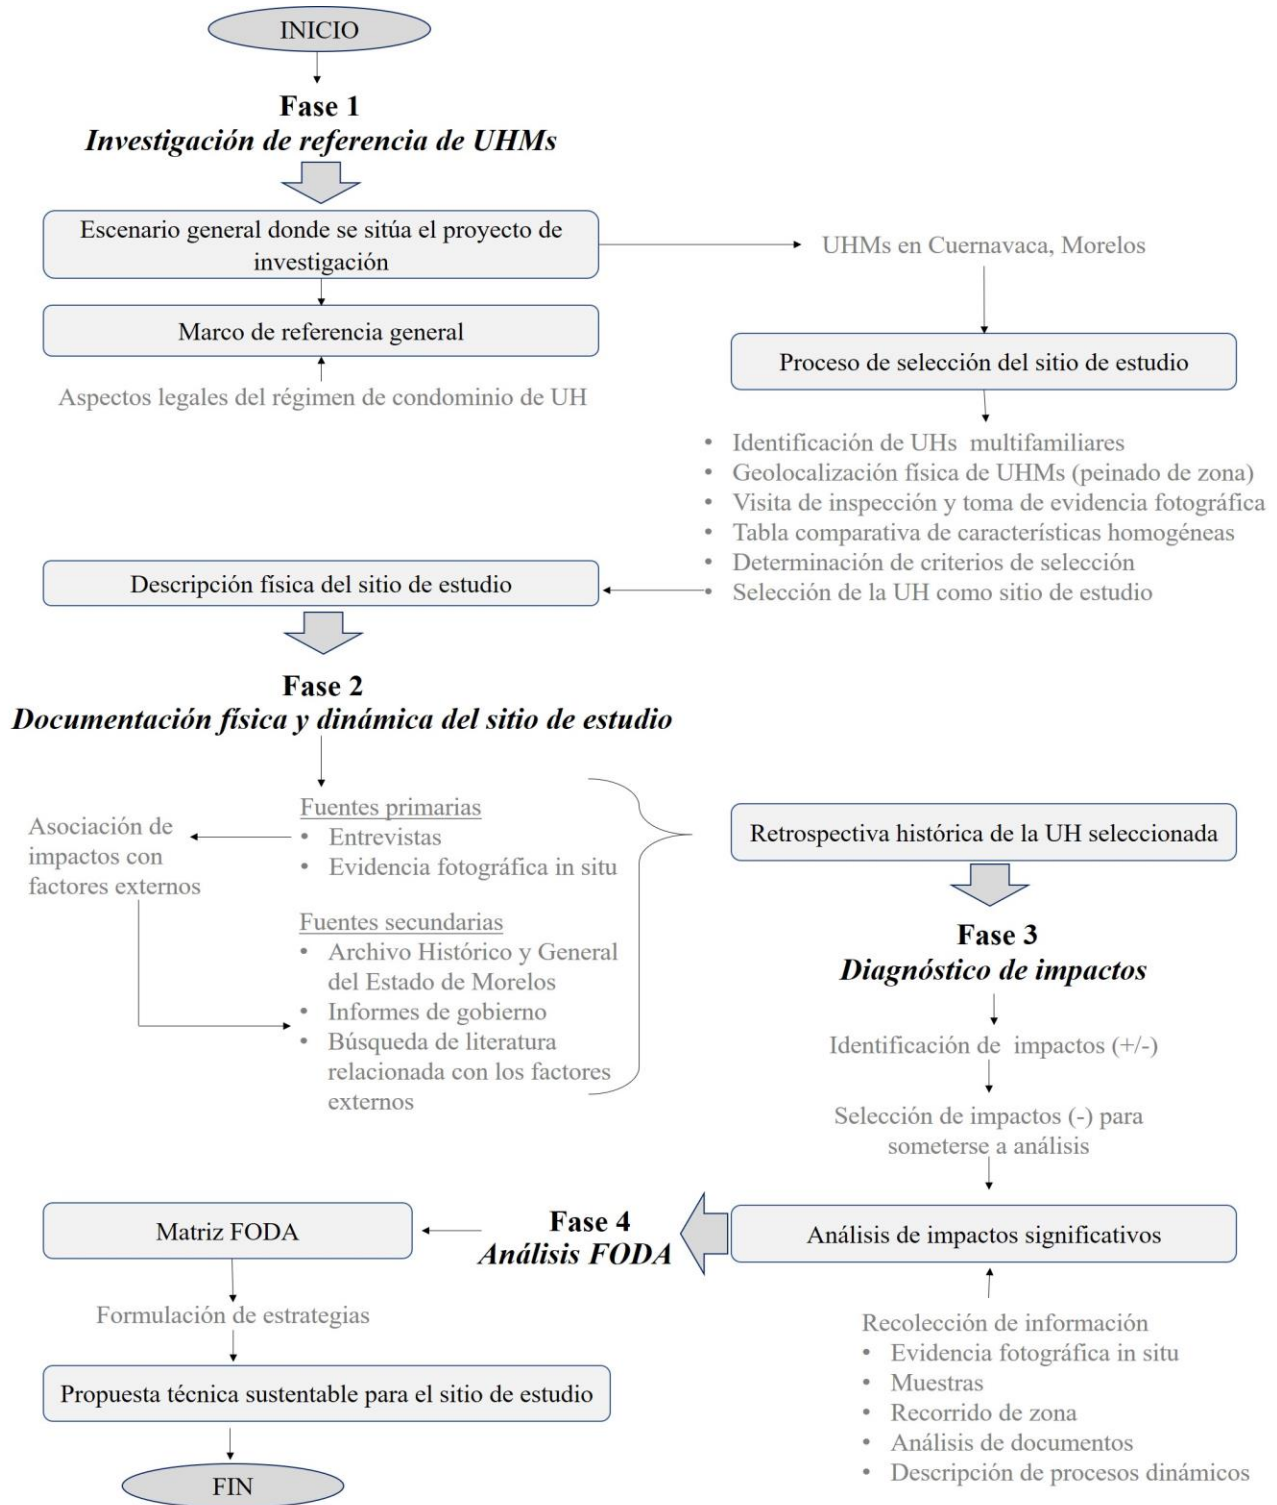 INICIO
Fase 1
Investigación de referencia de UHMs
Escenario general donde se sitúa el proyecto de
investigación
UHMs en Cuernavaca, Morelos
Marco de referencia general
Aspectos legales del régimen de condominio de UH
Proceso de selección del sitio de estudio
• Identificación de UHs multifamiliares
• Geolocalización física de UHMs (peinado de zona)
• Visita de inspección y toma de evidencia fotográfica
• Tabla comparativa de características homogéneas
• Determinación de criterios de selección
• Selección de la UH como sitio de estudio
Descripción física del sitio de estudio
Fase 2
Documentación física y dinámica del sitio de estudio
Fuentes primarias
• Entrevistas
• Evidencia fotográfica in situ
Asociación de
impactos con
factores externos
Fuentes secundarias
• Archivo Histórico y General
del Estado de Morelos
• Informes de gobierno
• Búsqueda de literatura
relacionada con los factores
externos
Retrospectiva histórica de la UH seleccionada
Fase 3
Diagnóstico de impactos
Identificación de impactos (+/-)
Selección de impactos (-) para
someterse a análisis
Análisis de impactos significativos
Recolección de información
• Evidencia fotográfica in situ
• Muestras
• Recorrido de zona
• Análisis de documentos
• Descripción de procesos dinámicos
Fase 4
Análisis FODA
Matriz FODA
Formulación de estrategias
Propuesta técnica sustentable para el sitio de estudio
FIN